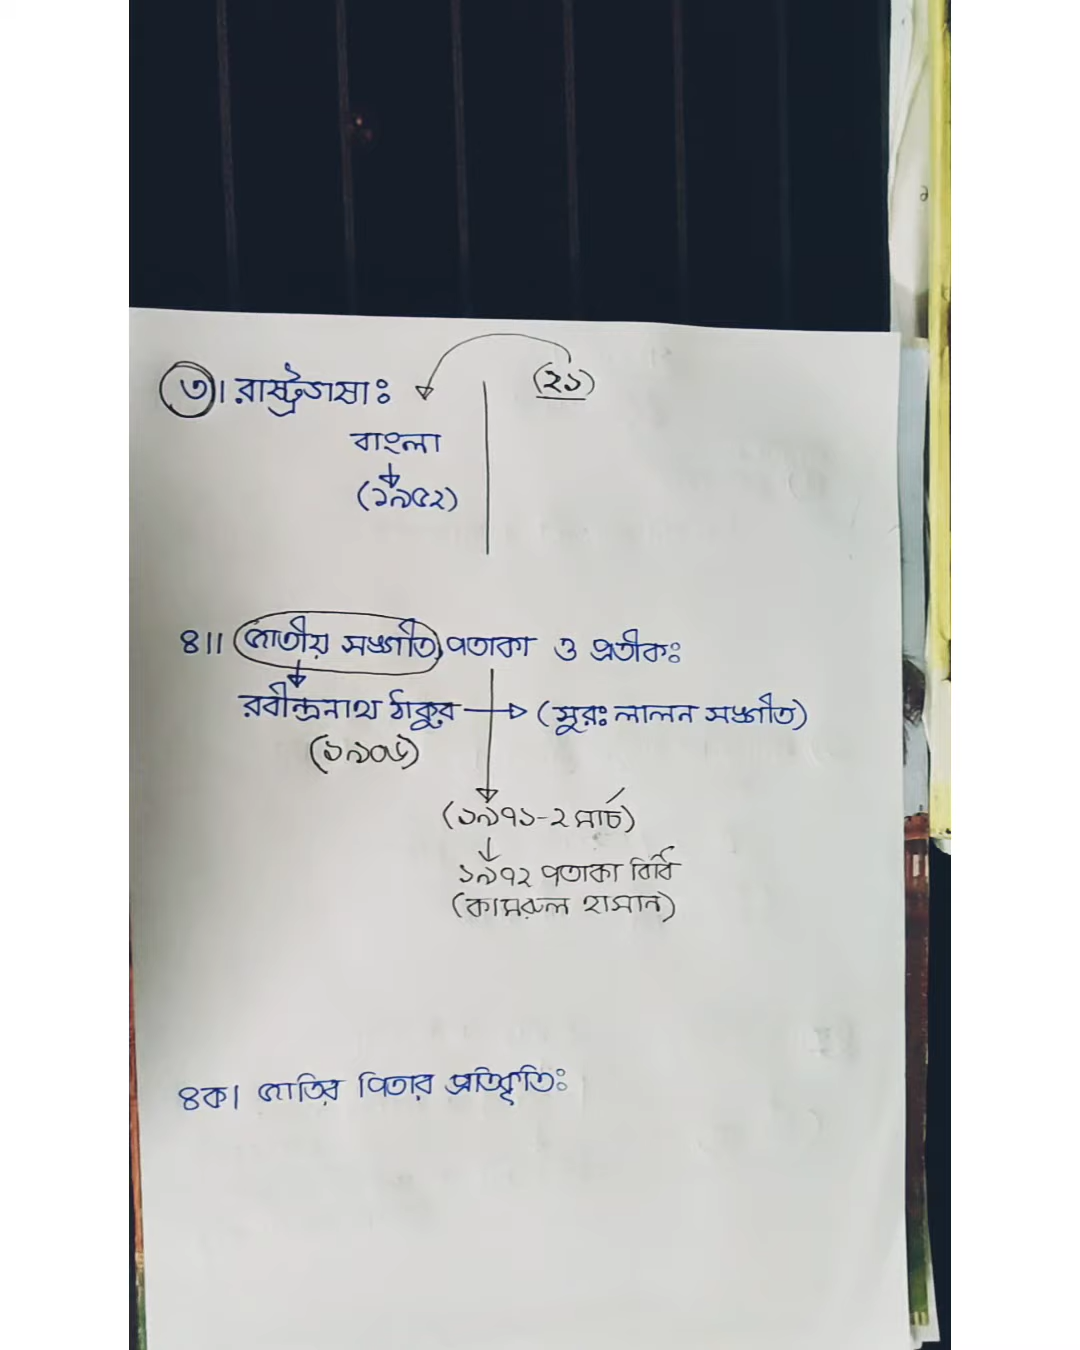 ৩। রাষ্ট্রভাষাঃ
(২১)
বাংলা
(১৯৫২)
৪।। জাতীয় সঙ্গীত পতাকা ও প্রতীকঃ
রবীন্দ্রনাথ ঠাকুর (সুরঃ লালন সঙ্গীত)
(১৯০৬)
(১৯৭১-২ মার্চ)
১৯৭২ পতাকা বিধি
(কামরুল হাসান)
৪ক। জাতির পিতার প্রতিকৃতিঃ